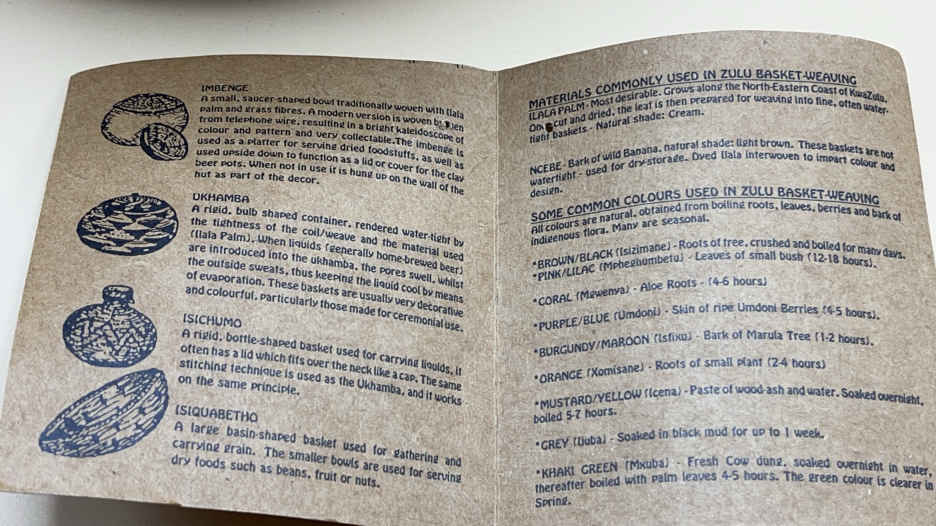 IMBENGE
A small, saucer-shaped bowl traditionally woven with Ilala
palm and grass fibres. A modern version is woven by men
from telephone wire, resulting in a bright kaleidoscope of
colour and pattern and very collectable. The imbenge is
used as a platter for serving dried foodstuffs, as well as
used upside down to function as a lid or cover for the clay
beer pots. When not in use it is hung up on the wall of the
hut as part of the decor.
UKHAMBA
A rigid, bulb shaped container, rendered water-tight by
the tightness of the coil/weave and the material used
(Ilala Palm). When liquids (generally home-brewed beer)
are introduced into the ukhamba, the pores swell, whilst
the outside sweats, thus keeping the liquid cool by means
of evaporation. These baskets are usually very decorative
and colourful, particularly those made for ceremonial use.
ISICHUMO
A rigid, bottle-shaped basket used for carrying liquids, it
often has a lid which fits over the neck like a cap. The same
stitching technique is used as the Ukhamba, and it works
on the same principle.
ISIQUABETHO
A large basin-shaped basket used for gathering and
carrying grain. The smaller bowls are used for serving
dry foods such as beans, fruit or nuts.
MATERIALS COMMONLY USED IN ZULU BASKET-WEAVING
ILALA PALM - Most desirable. Grows along the North-Eastern Coast of KwaZulu.
Once cut and dried, the leaf is then prepared for weaving into fine, often water-
tight baskets - Natural shade: Cream.
NCEBE - Bark of wild Banana, natural shade: light brown. These baskets are not
watertight - used for dry-storage. Dyed Ilala interwoven to impart colour and
design.
SOME COMMON COLOURS USED IN ZULU BASKET-WEAVING
All colours are natural, obtained from boiling roots, leaves, berries and bark of
indigenous flora. Many are seasonal.
*BROWN/BLACK (Isizimane) - Roots of tree, crushed and boiled for many days.
*PINK/LILAC (Mpheghumbetu) - Leaves of small bush (12-18 hours).
*CORAL (Mgwenya) - Aloe Roots - (4-6 hours)
*PURPLE/BLUE (Umdoni) - Skin of ripe Umdoni Berries (4-5 hours).
*BURGUNDY/MAROON (Isfixu) - Bark of Marula Tree (1-2 hours).
*ORANGE (Xomisane) - Roots of small plant (2-4 hours)
*MUSTARD/YELLOW (Icena) - Paste of wood-ash and water. Soaked overnight,
boiled 5-7 hours.
*GREY (Ijuba) - Soaked in black mud for up to 1 week.
*KHAKI GREEN (Mxuba) - Fresh Cow dung, soaked overnight in water,
thereafter boiled with palm leaves 4-5 hours. The green colour is clearer in
Spring.